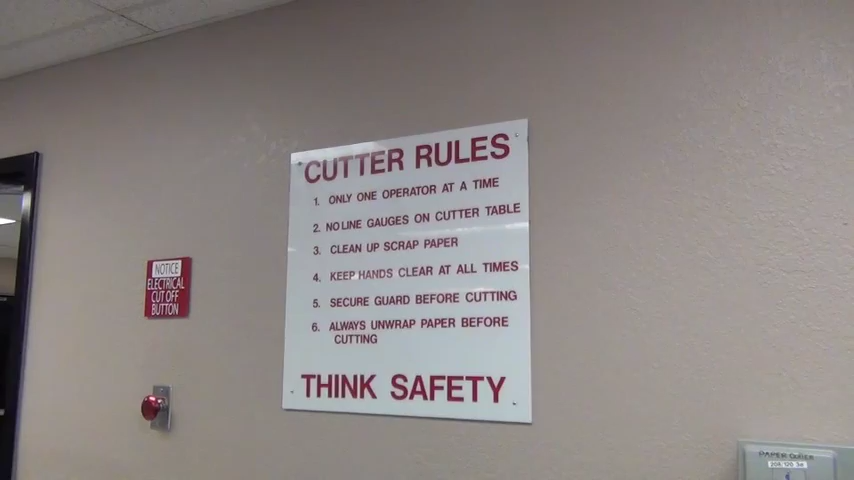 CUTTER RULES
1. ONLY ONE OPERATOR AT A TIME
2. NO LINE GAUGES ON CUTTER TABLE
3. CLEAN UP SCRAP PAPER
4. KEEP HANDS CLEAR AT ALL TIMES
5. SECURE GUARD BEFORE CUTTING
6. ALWAYS UNWRAP PAPER BEFORE
CUTTING
THINK SAFETY
NOTICE
ELECTRICAL
CUT OFF
BUTTON
PAPER